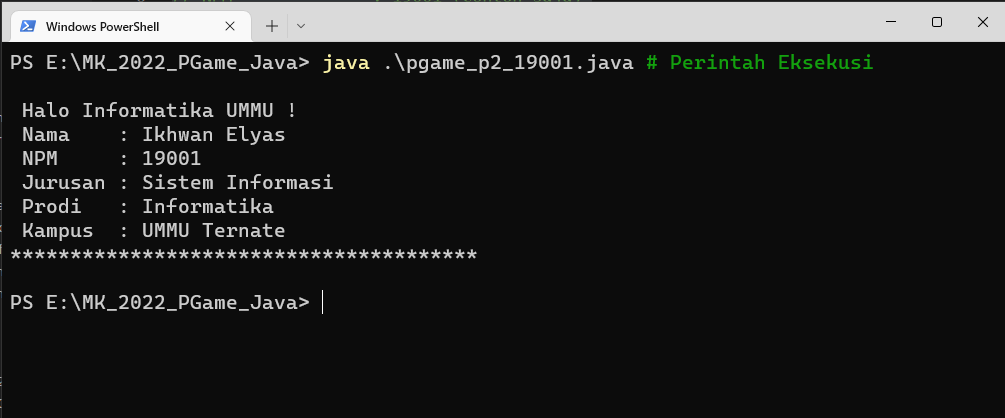 Windows PowerShell
PS E:\MK_2022_PGame_Java> java .\pgame_p2_19001.java # Perintah Eksekusi
Halo Informatika UMMU !
Nama    : Ikhwan Elyas
NPM     : 19001
Jurusan : Sistem Informasi
Prodi   : Informatika
Kampus  : UMMU Ternate
***************************************
PS E:\MK_2022_PGame_Java>